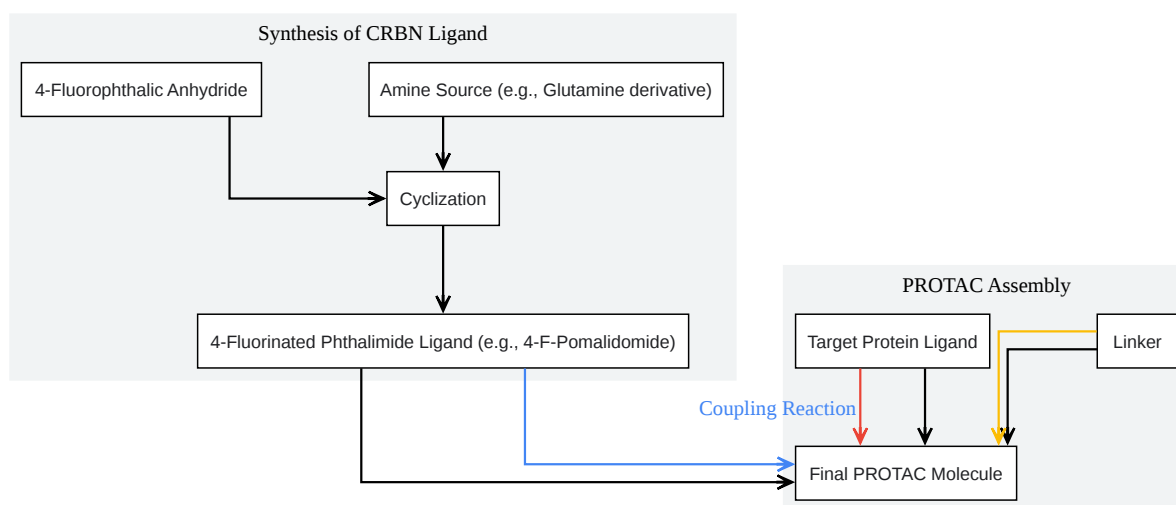 Synthesis of CRBN Ligand
4-Fluorophthalic Anhydride
Amine Source (e.g., Glutamine derivative)
Cyclization
4-Fluorinated Phthalimide Ligand (e.g., 4-F-Pomalidomide)
PROTAC Assembly
Target Protein Ligand
Linker
Coupling Reaction
Final PROTAC Molecule